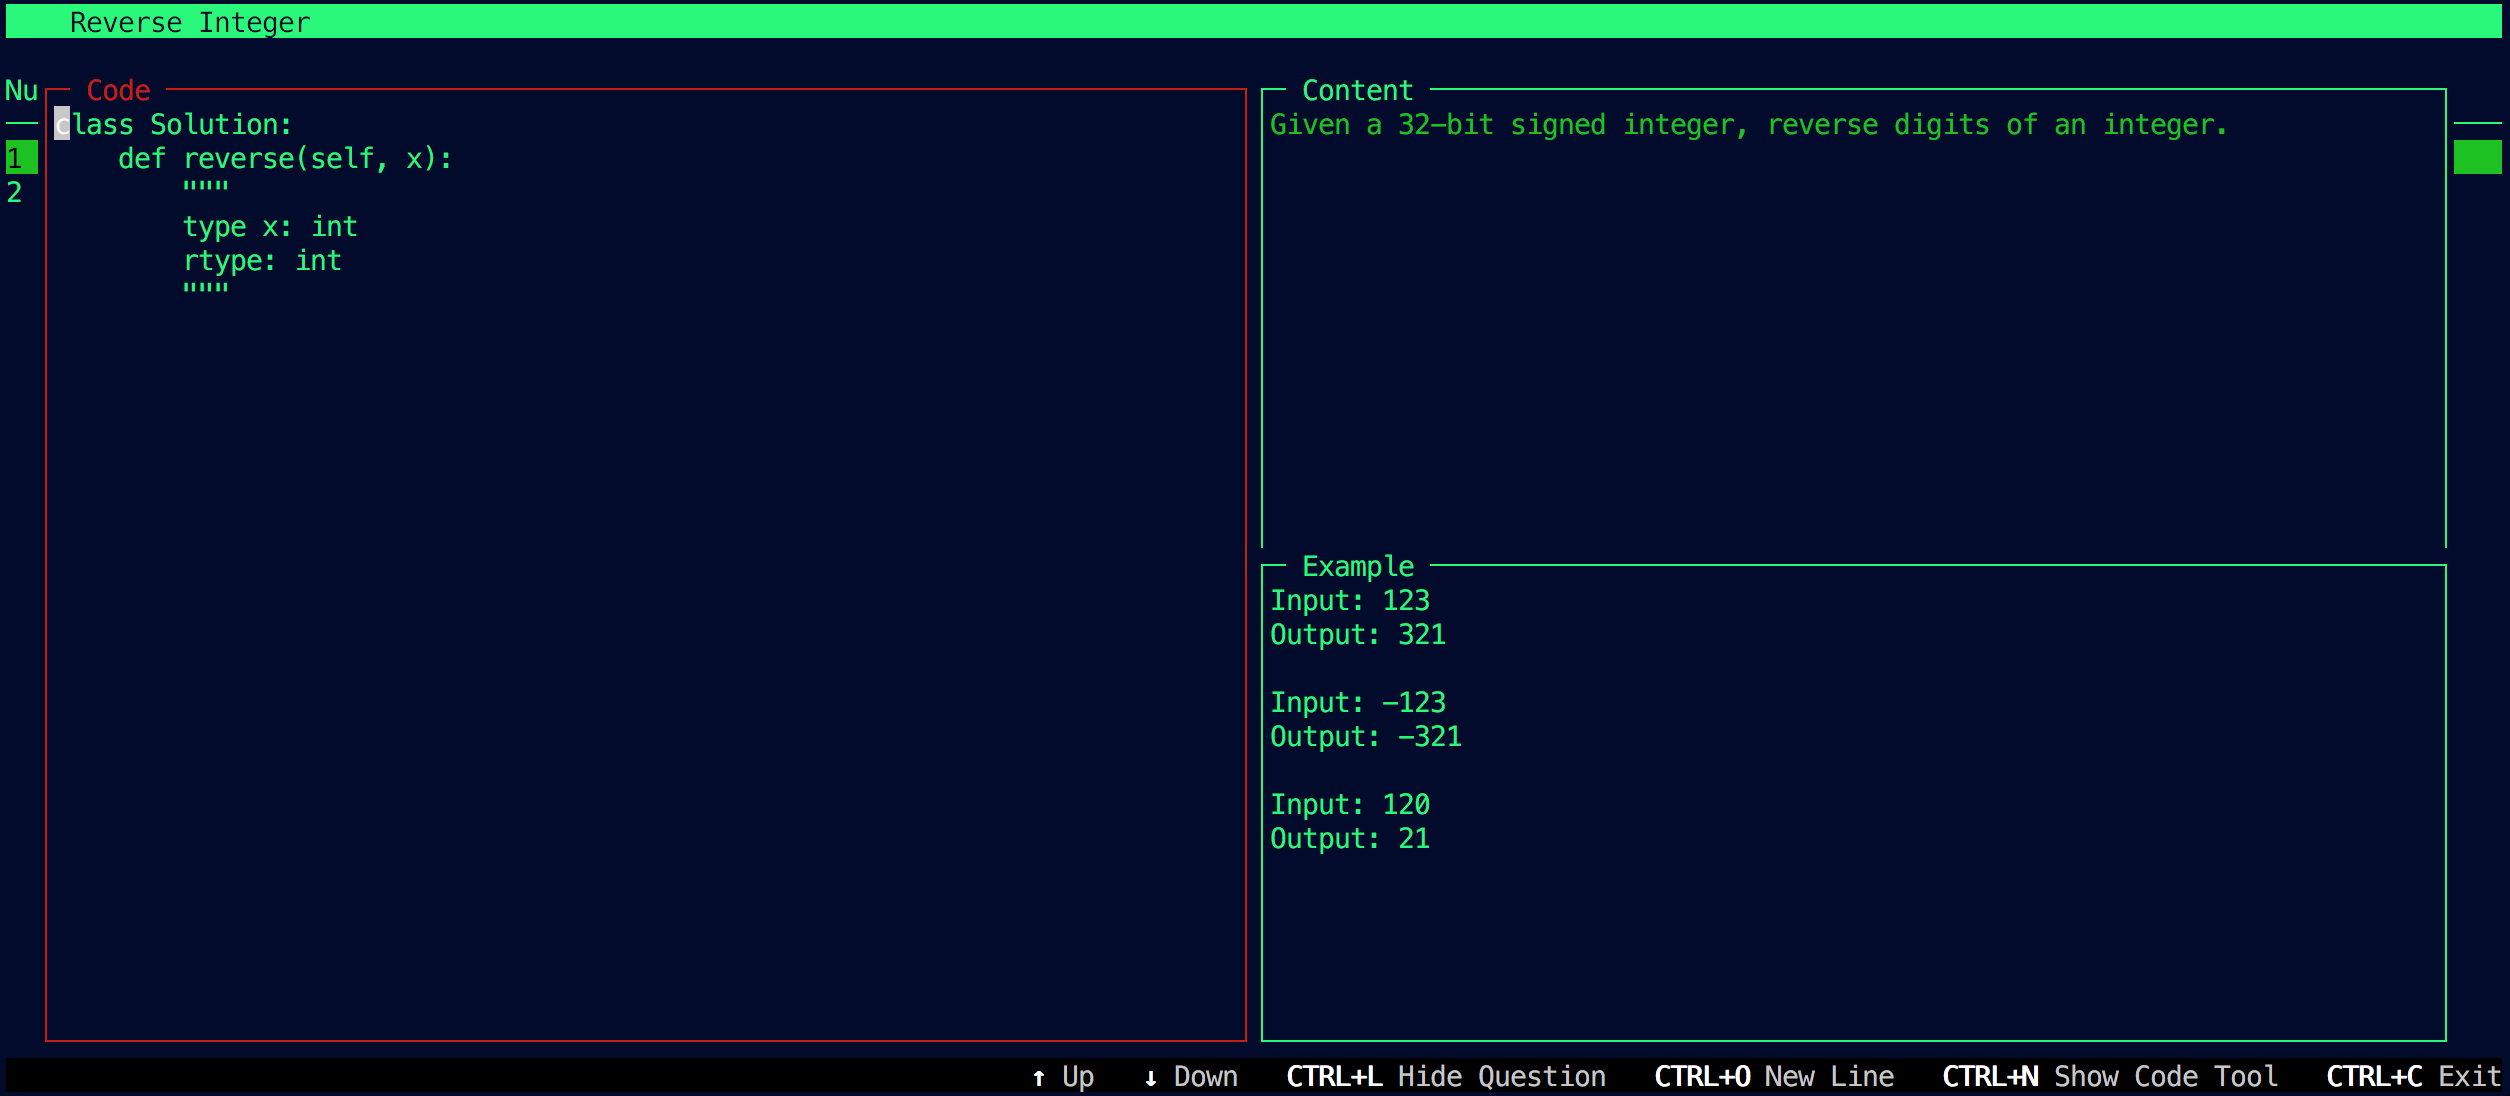 Reverse Integer
Nu
1
2
Code
class Solution:
    def reverse(self, x):
        """
        type x: int
        rtype: int
        """
Content
Given a 32-bit signed integer, reverse digits of an integer.
Example
Input: 123
Output: 321
Input: -123
Output: -321
Input: 120
Output: 21
↑ Up   ↓ Down   CTRL+L Hide Question   CTRL+O New Line   CTRL+N Show Code Tool   CTRL+C Exit